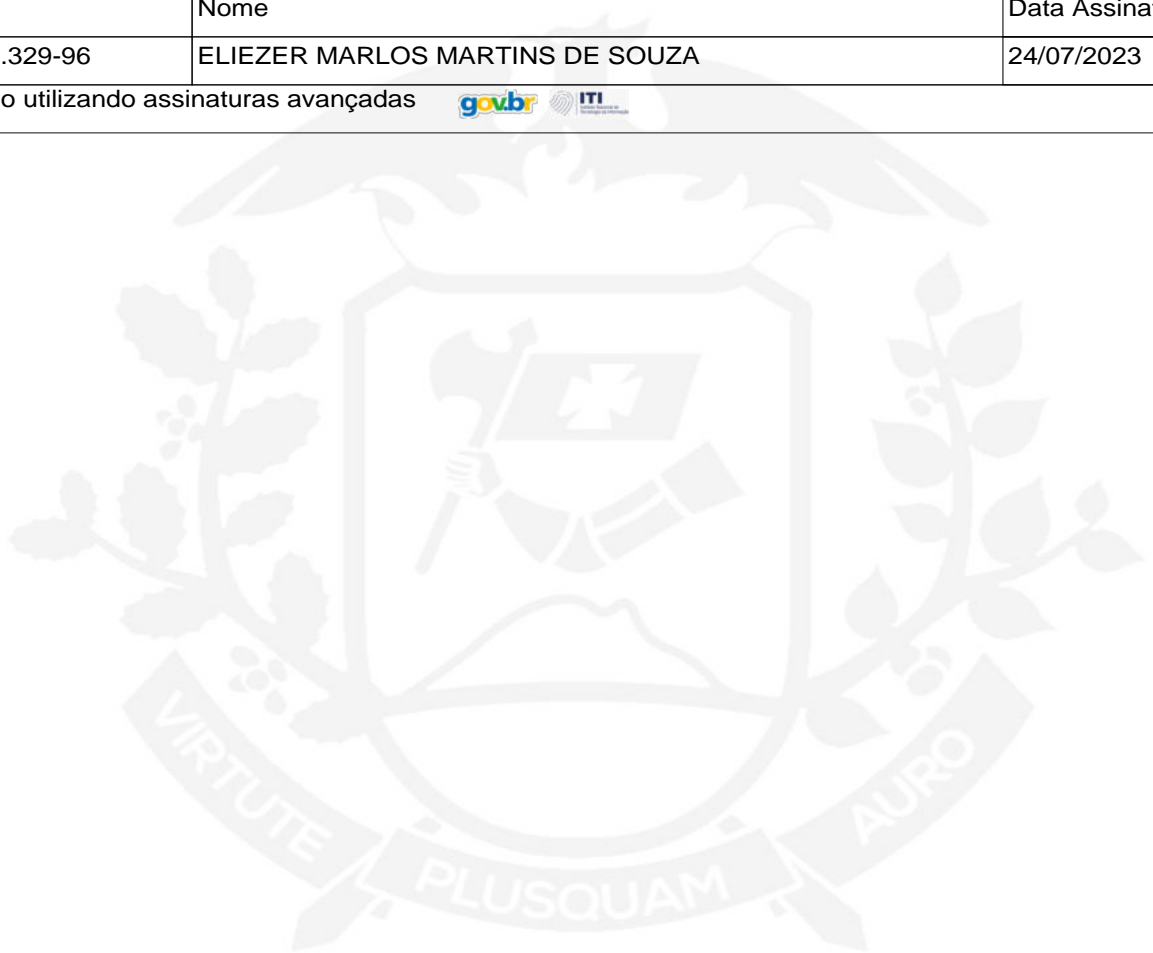 Nome Data Assinat
.329-96 ELIEZER MARLOS MARTINS DE SOUZA 24/07/2023
o utilizando assinaturas avançadas gov.br ITI
VIRTUTE PLUSQUAM AURO